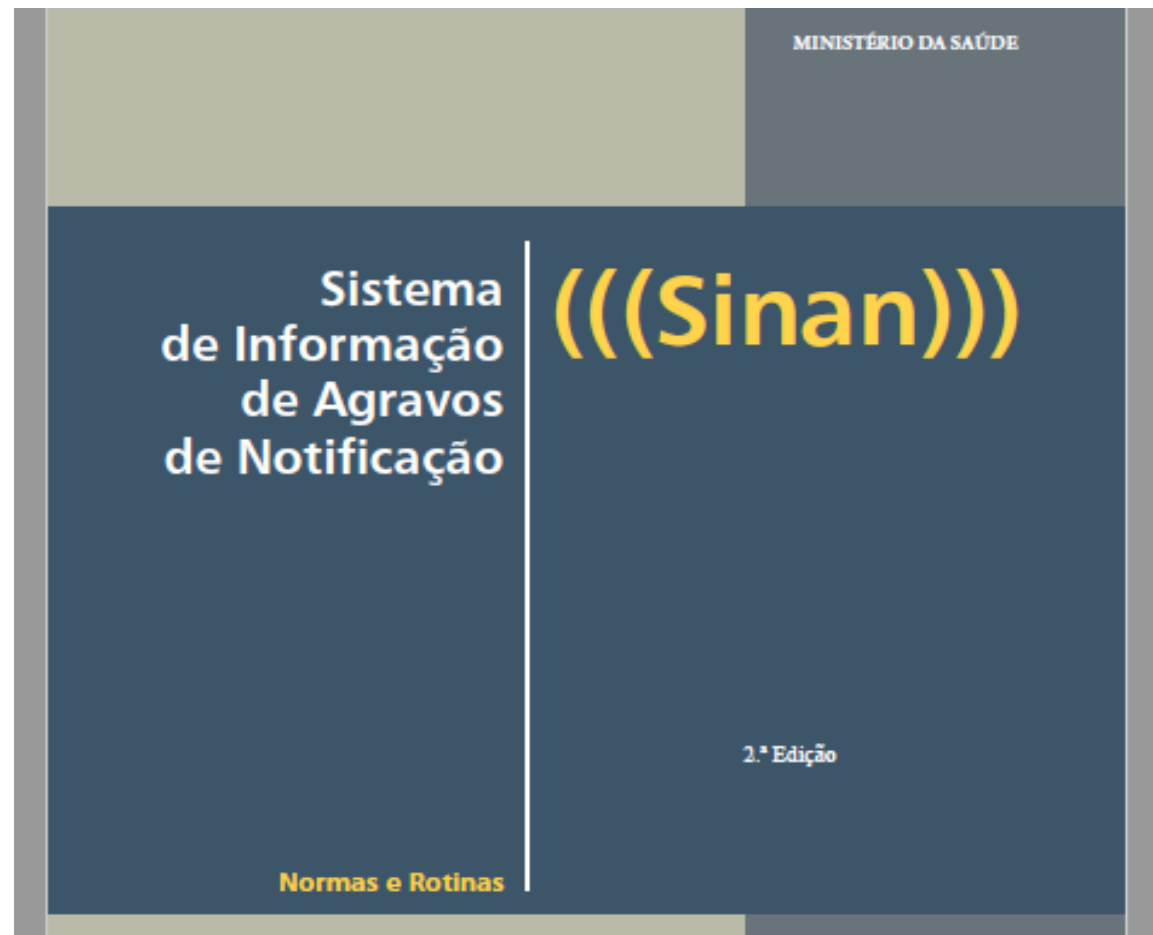 MINISTÉRIO DA SAÚDE
Sistema
de Informação
de Agravos
de Notificação
(((Sinan)))
2.ª Edição
Normas e Rotinas